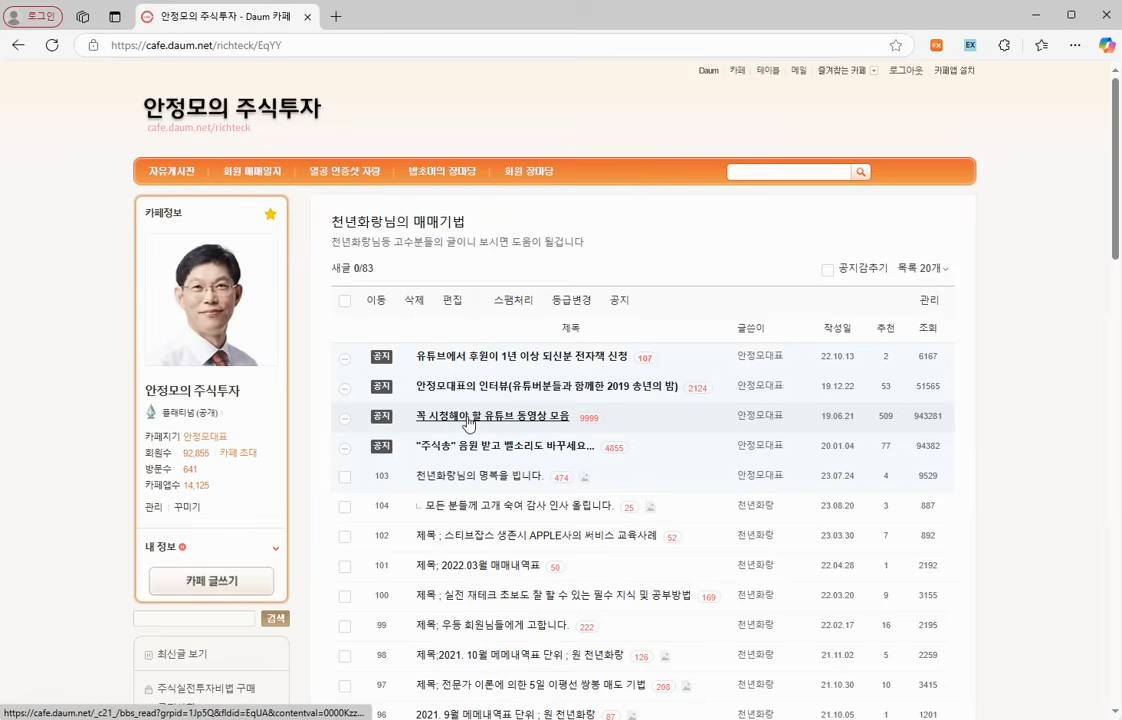 로그인
안정모의 주식투자 - Daum 카페
https://cafe.daum.net/richteck/EqYY
Daum 카페 테이블 메일 즐겨찾는 카페 로그아웃 카페앱 설치
안정모의 주식투자
cafe.daum.net/richteck
자유게시판 회원 매매일지 열공 인증샷 자랑 밥초미의 장마당 회원 장마당
카페정보
안정모의 주식투자
플래티넘 (공개)
카페지기 안정모대표
회원수 92,855 카페 초대
방문수 641
카페앱수 14,125
관리 꾸미기
내 정보
카페 글쓰기
검색
최신글 보기
주식실전투자비법 구매
천년화랑님의 매매기법
천년화랑님등 고수분들의 글이니 보시면 도움이 될겁니다
새글 0/83 공지감추기 목록 20개
이동 삭제 편집 스팸처리 등급변경 공지 관리
제목 글쓴이 작성일 추천 조회
공지 유튜브에서 후원이 1년 이상 되신분 전자책 신청 107 안정모대표 22.10.13 2 6167
공지 안정모대표의 인터뷰(유튜버분들과 함께한 2019 송년의 밤) 2124 안정모대표 19.12.22 53 51565
공지 꼭 시청해야 할 유튜브 동영상 모음 9999 안정모대표 19.06.21 509 943281
공지 "주식송" 음원 받고 벨소리도 바꾸세요... 4855 안정모대표 20.01.04 77 94382
103 천년화랑님의 명복을 빕니다. 474 안정모대표 23.07.24 4 9529
104 모든 분들께 고개 숙여 감사 인사 올립니다. 25 천년화랑 23.08.20 3 887
102 제목 ; 스티브잡스 생존시 APPLE사의 써비스 교육사례 52 천년화랑 23.03.30 7 892
101 제목; 2022.03월 매매내역표 50 천년화랑 22.04.28 1 2192
100 제목 ; 실전 재테크 초보도 잘 할 수 있는 필수 지식 및 공부방법 169 천년화랑 22.03.20 9 3155
99 제목; 우등 회원님들에게 고합니다. 222 천년화랑 22.02.17 16 2195
98 제목;2021. 10월 메메내역표 단위 ; 원 천년화랑 126 천년화랑 21.11.02 5 2259
97 제목; 전문가 이론에 의한 5일 이평선 쌍봉 매도 기법 208 천년화랑 21.10.30 10 3415
96 2021. 9월 메메내역표 단위 ; 원 천년화랑 87 천년화랑 21.10.05 1 1201
https://cafe.daum.net/_c21_/bbs_read?grpid=1Jp5Q&fldid=EqUA&contentval=0000Kzz...